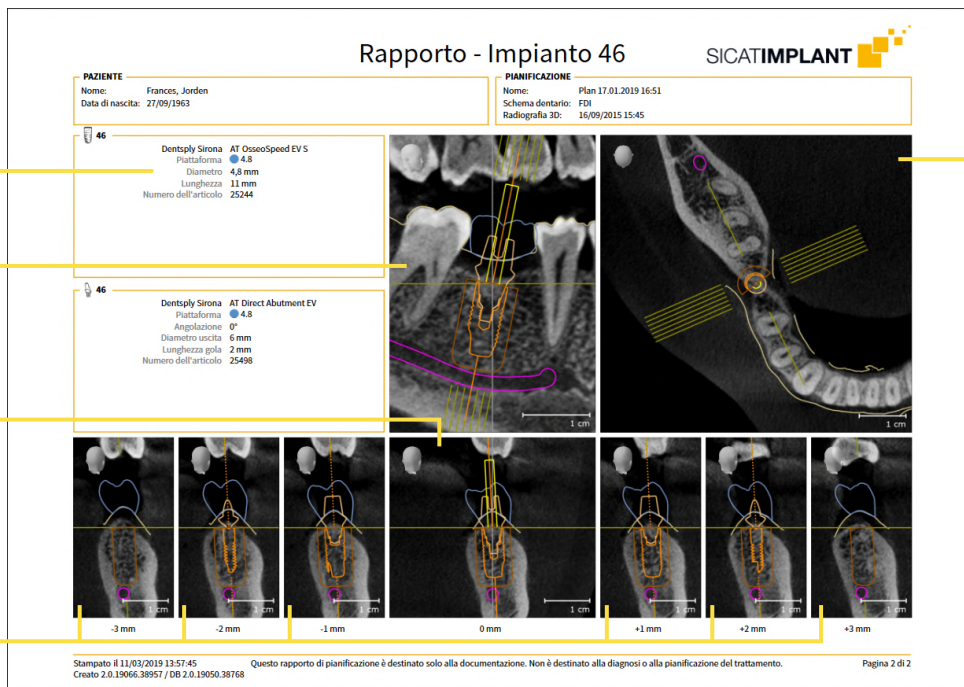 Rapporto - Impianto 46
SICATIMPLANT
PAZIENTE
Nome: Frances, Jorden
Data di nascita: 27/09/1963
PIANIFICAZIONE
Nome: Plan 17.01.2019 16:51
Schema dentario: FDI
Radiografia 3D: 16/09/2015 15:45
46
Dentsply Sirona AT OsseoSpeed EV S
Piattaforma 4.8
Diametro 4,8 mm
Lunghezza 11 mm
Numero dell'articolo 25244
46
Dentsply Sirona AT Direct Abutment EV
Piattaforma 4.8
Angolazione 0°
Diametro uscita 6 mm
Lunghezza gola 2 mm
Numero dell'articolo 25498
1 cm
1 cm
1 cm
1 cm
1 cm
1 cm
1 cm
1 cm
1 cm
-3 mm
-2 mm
-1 mm
0 mm
+1 mm
+2 mm
+3 mm
Stampato il 11/03/2019 13:57:45
Questo rapporto di pianificazione è destinato solo alla documentazione. Non è destinato alla diagnosi o alla pianificazione del trattamento.
Pagina 2 di 2
Creato 2.0.19066.38957 / DB 2.0.19050.38768